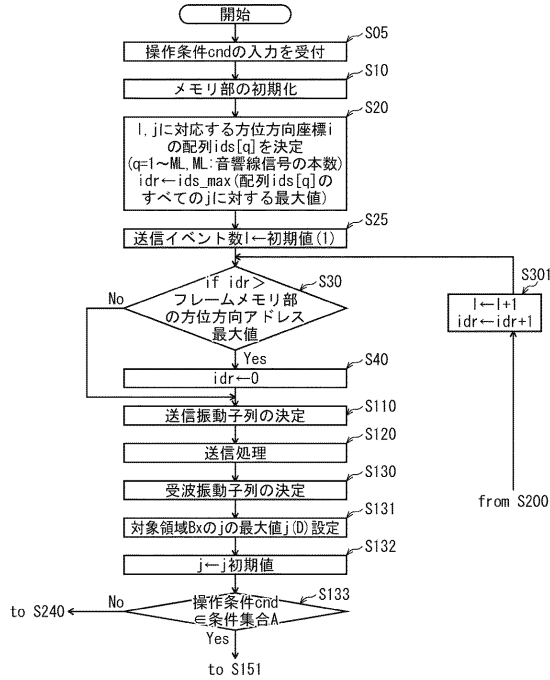 開始
S05
操作条件cndの入力を受付
S10
メモリ部の初期化
S20
l,jに対応する方位方向座標i
の配列ids[q]を決定
(q=1～ML,ML:音響線信号の本数)
idr←ids_max(配列ids[q]の
すべてのjに対する最大値)
S25
送信イベント数l←初期値(1)
S30
if idr＞
フレームメモリ部
の方位方向アドレス
最大値
No
Yes
S301
l←l+1
idr←idr+1
S40
idr←0
S110
送信振動子列の決定
S120
送信処理
S130
受波振動子列の決定
from S200
S131
対象領域Bxのjの最大値j(D)設定
S132
j←j初期値
S133
操作条件cnd
∈条件集合A
No
to S240
Yes
to S151